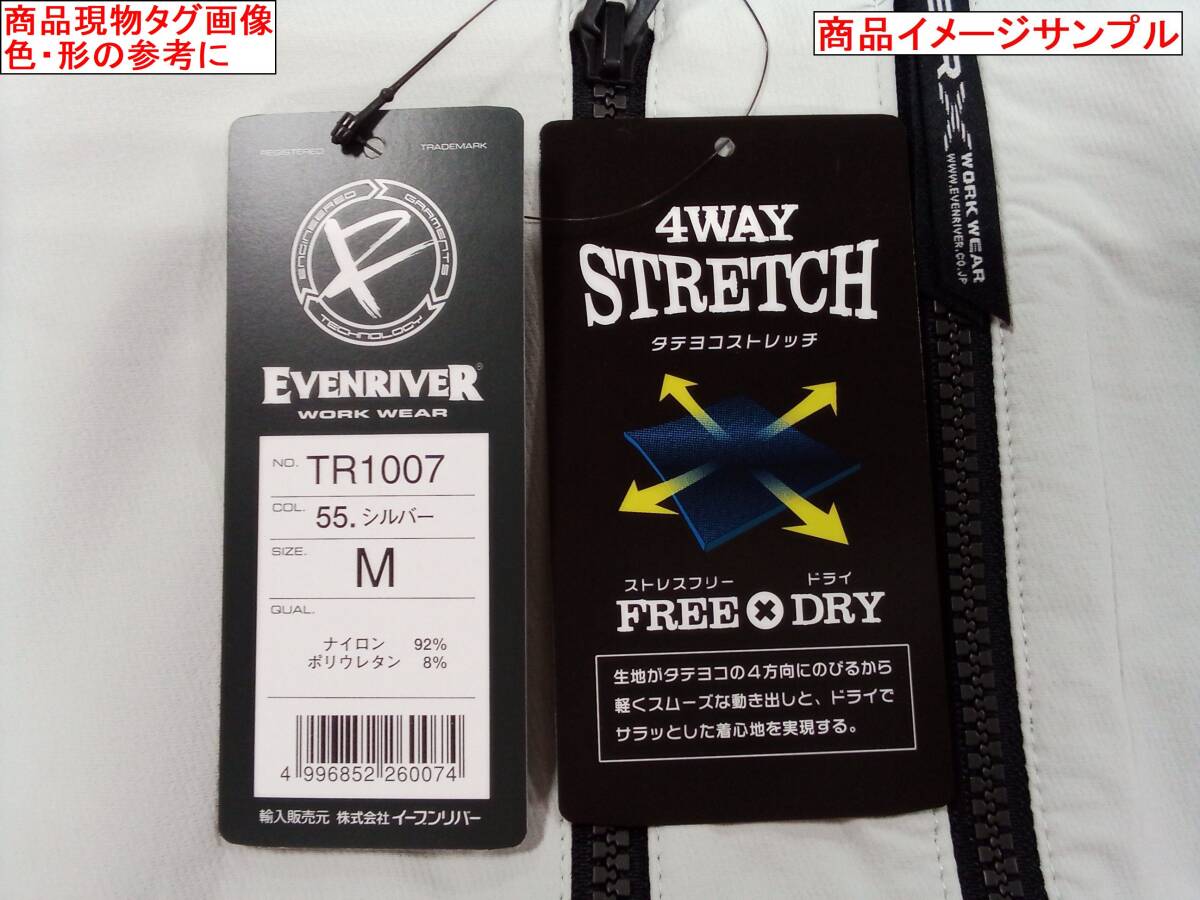 商品現物タグ画像
色・形の参考に
商品イメージサンプル
REGISTERED TRADEMARK
ENGINEERED GARMENTS TECHNOLOGY
EVENRIVER®
WORK WEAR
NO. TR1007
COL. 55. シルバー
SIZE. M
QUAL.
ナイロン 92%
ポリウレタン 8%
4 996852 260074
輸入販売元 株式会社イーブンリバー
4WAY
STRETCH
タテヨコストレッチ
ストレスフリー ドライ
FREE × DRY
生地がタテヨコの4方向にのびるから
軽くスムーズな動き出しと、ドライで
サラッとした着心地を実現する。
WORK WEAR
WWW.EVENRIVER.CO.JP